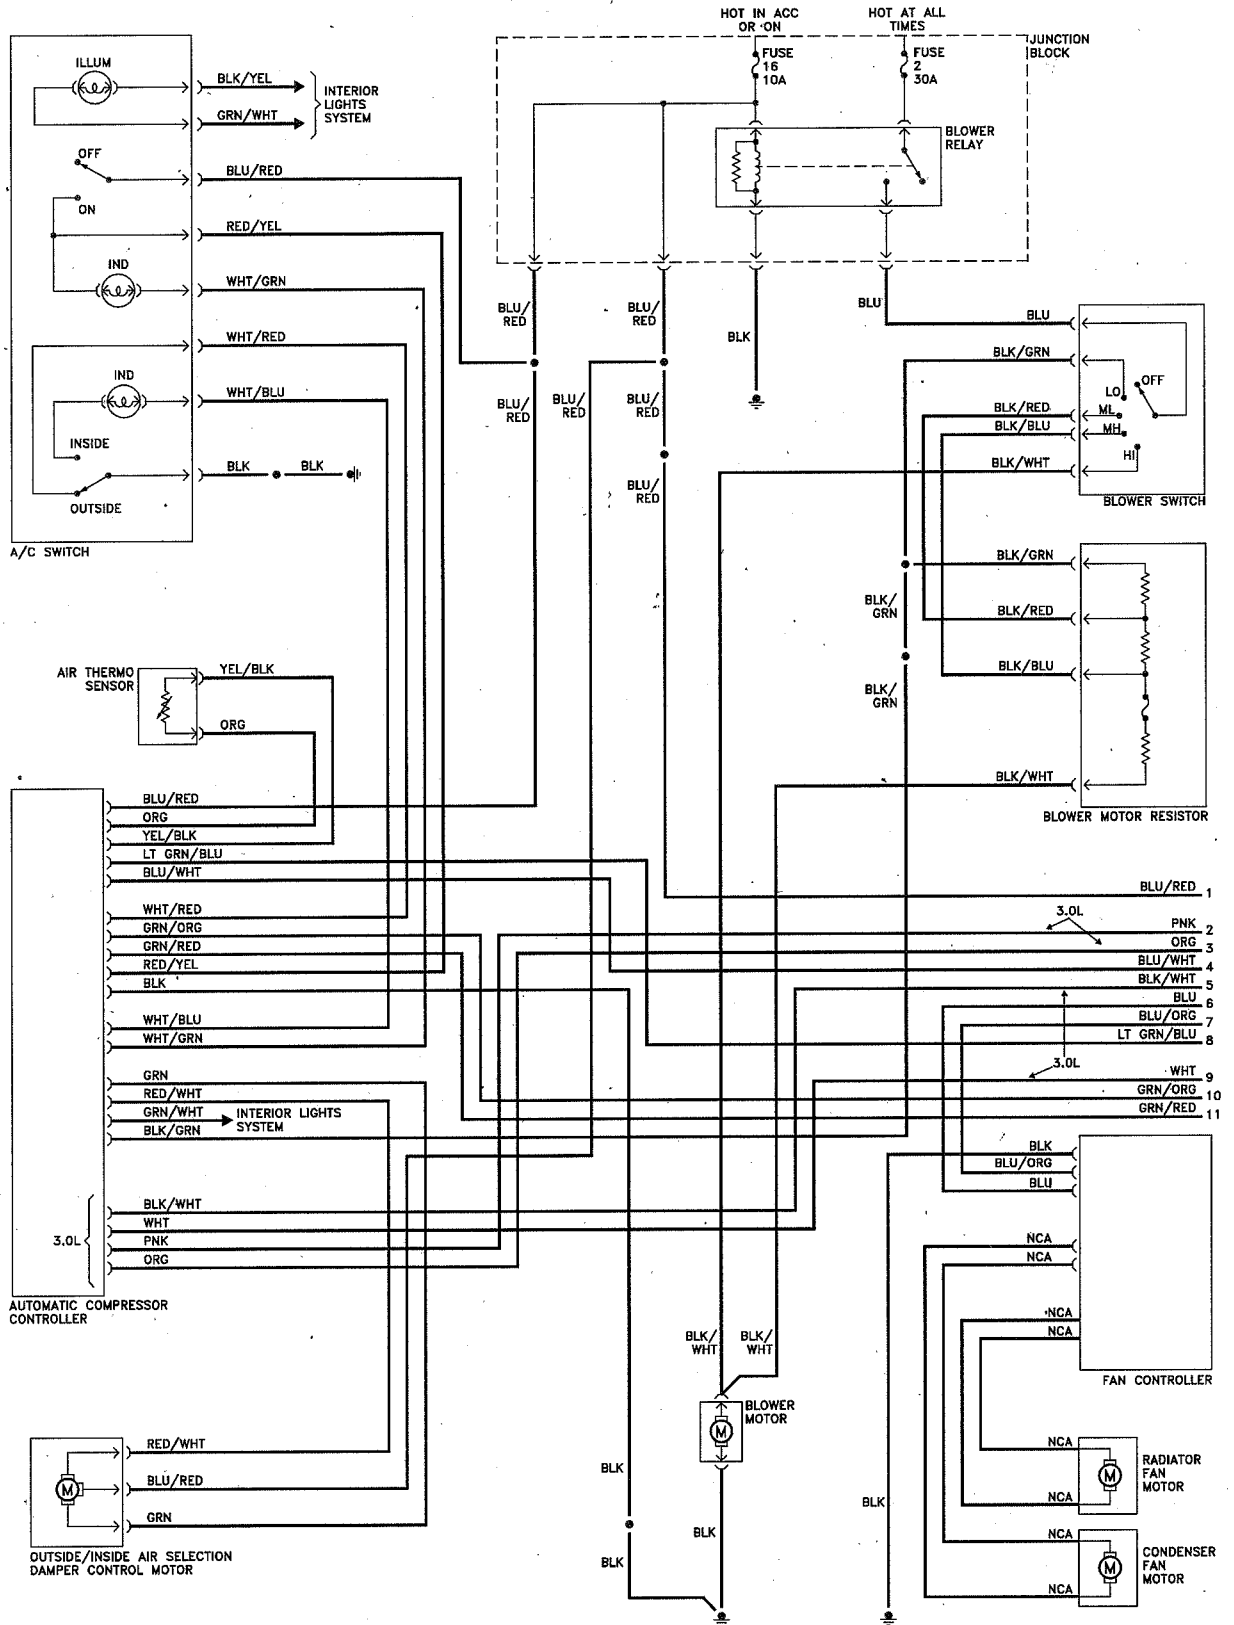 HOT IN ACC
OR ON
HOT AT ALL
TIMES
JUNCTION
BLOCK
FUSE
16
10A
FUSE
2
30A
BLOWER
RELAY
ILLUM
BLK/YEL
GRN/WHT
INTERIOR
LIGHTS
SYSTEM
OFF
BLU/RED
ON
RED/YEL
IND
WHT/GRN
WHT/RED
IND
WHT/BLU
INSIDE
BLK
BLK
OUTSIDE
A/C SWITCH
BLU/
RED
BLU/
RED
BLK
BLU
BLU/
RED
BLU/
RED
BLU/
RED
BLU/
RED
BLU
BLK/GRN
OFF
LO
BLK/RED
ML
BLK/BLU
MH
HI
BLK/WHT
BLOWER SWITCH
BLK/GRN
BLK/
GRN
BLK/RED
BLK/BLU
BLK/
GRN
BLK/WHT
BLOWER MOTOR RESISTOR
AIR THERMO
SENSOR
YEL/BLK
ORG
BLU/RED
ORG
YEL/BLK
LT GRN/BLU
BLU/WHT
WHT/RED
GRN/ORG
GRN/RED
RED/YEL
BLK
WHT/BLU
WHT/GRN
GRN
RED/WHT
GRN/WHT
INTERIOR LIGHTS
SYSTEM
BLK/GRN
3.0L
BLK/WHT
WHT
PNK
ORG
AUTOMATIC COMPRESSOR
CONTROLLER
BLU/RED 1
3.0L
PNK 2
ORG 3
BLU/WHT 4
BLK/WHT 5
BLU 6
BLU/ORG 7
LT GRN/BLU 8
3.0L
WHT 9
GRN/ORG 10
GRN/RED 11
BLK
BLU/ORG
BLU
NCA
NCA
NCA
NCA
FAN CONTROLLER
BLK/
WHT
BLK/
WHT
BLOWER
MOTOR
M
BLK
BLK
BLK
BLK
RED/WHT
BLU/RED
M
GRN
OUTSIDE/INSIDE AIR SELECTION
DAMPER CONTROL MOTOR
NCA
M
NCA
RADIATOR
FAN
MOTOR
NCA
M
NCA
CONDENSER
FAN
MOTOR